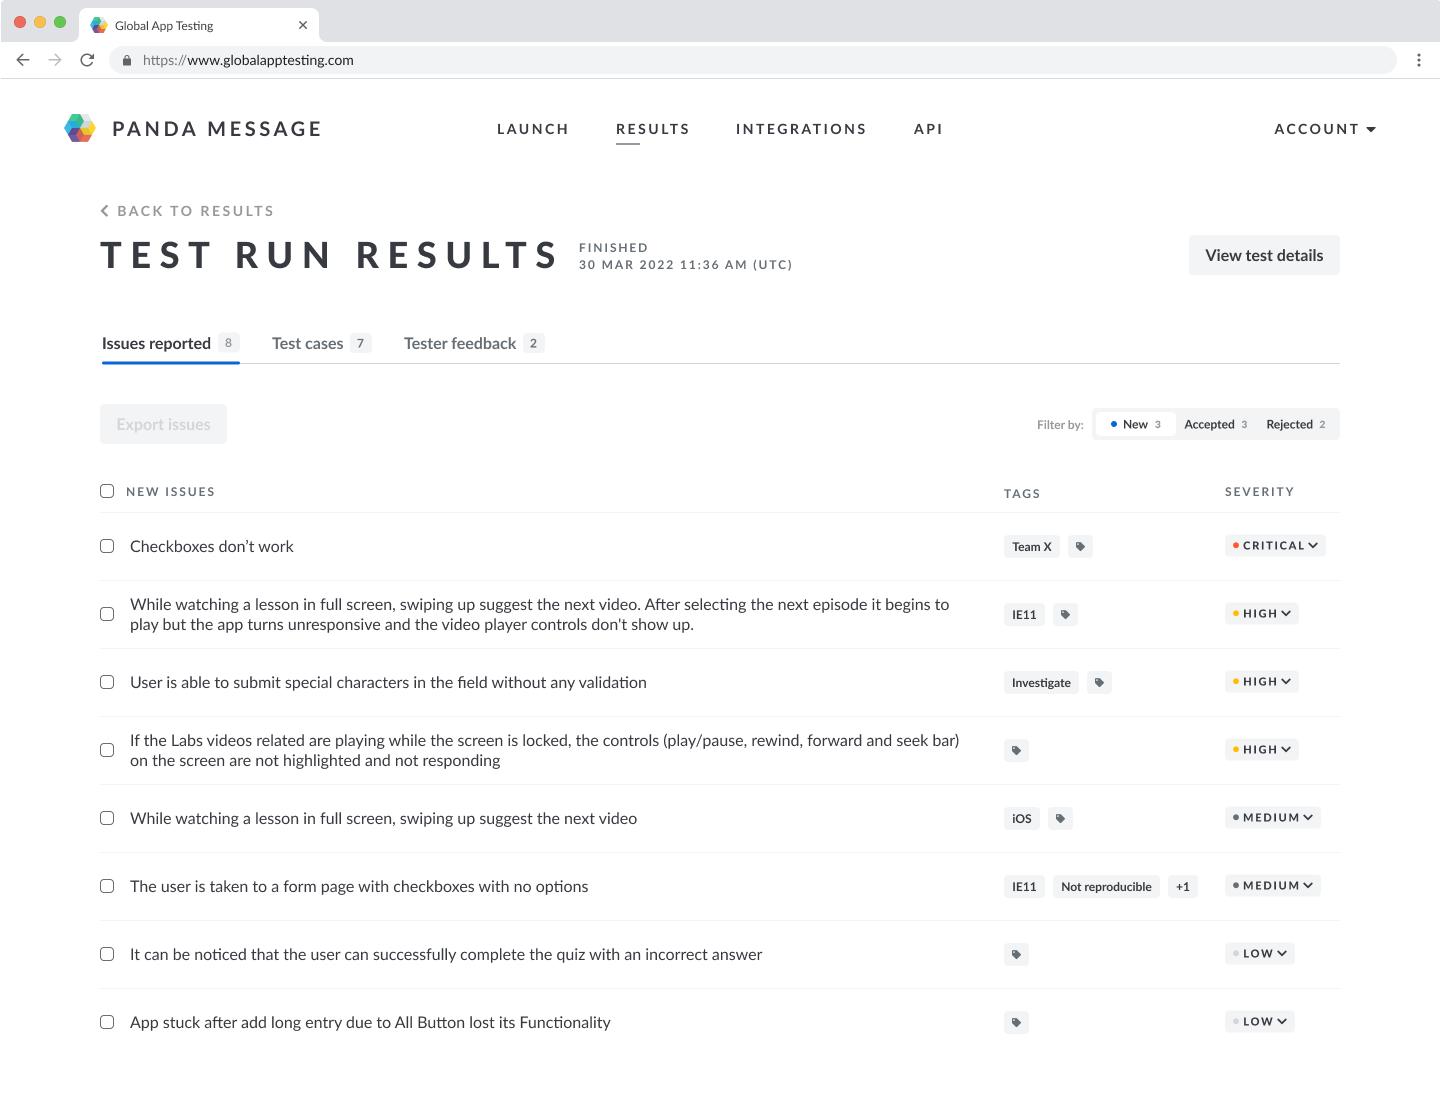 Global App Testing
https://www.globalapptesting.com
PANDA MESSAGE
LAUNCH
RESULTS
INTEGRATIONS
API
ACCOUNT
BACK TO RESULTS
TEST RUN RESULTS
FINISHED
30 MAR 2022 11:36 AM (UTC)
View test details
Issues reported 8
Test cases 7
Tester feedback 2
Export issues
Filter by:
New 3
Accepted 3
Rejected 2
NEW ISSUES
TAGS
SEVERITY
Checkboxes don’t work
Team X
CRITICAL
While watching a lesson in full screen, swiping up suggest the next video. After selecting the next episode it begins to
play but the app turns unresponsive and the video player controls don't show up.
IE11
HIGH
User is able to submit special characters in the field without any validation
Investigate
HIGH
If the Labs videos related are playing while the screen is locked, the controls (play/pause, rewind, forward and seek bar)
on the screen are not highlighted and not responding
HIGH
While watching a lesson in full screen, swiping up suggest the next video
iOS
MEDIUM
The user is taken to a form page with checkboxes with no options
IE11
Not reproducible
+1
MEDIUM
It can be noticed that the user can successfully complete the quiz with an incorrect answer
LOW
App stuck after add long entry due to All Button lost its Functionality
LOW